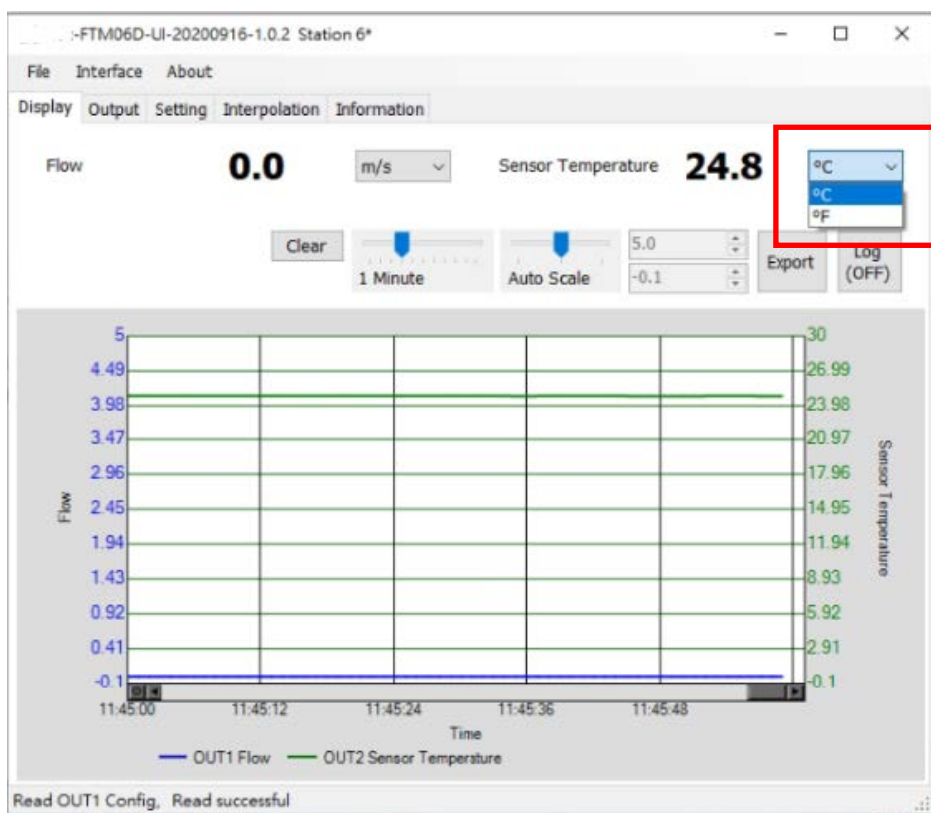 :-FTM06D-UI-20200916-1.0.2 Station 6*
File Interface About
Display Output Setting Interpolation Information
Flow 0.0 m/s Sensor Temperature 24.8 ºC
ºC
ºF
Clear 1 Minute Auto Scale 5.0 -0.1 Export Log
(OFF)
5 30
4.49 26.99
3.98 23.98
3.47 20.97
2.96 17.96
2.45 14.95
1.94 11.94
1.43 8.93
0.92 5.92
0.41 2.91
-0.1 -0.1
Flow
Sensor Temperature
11:45:00 11:45:12 11:45:24 11:45:36 11:45:48
Time
OUT1 Flow OUT2 Sensor Temperature
Read OUT1 Config, Read successful